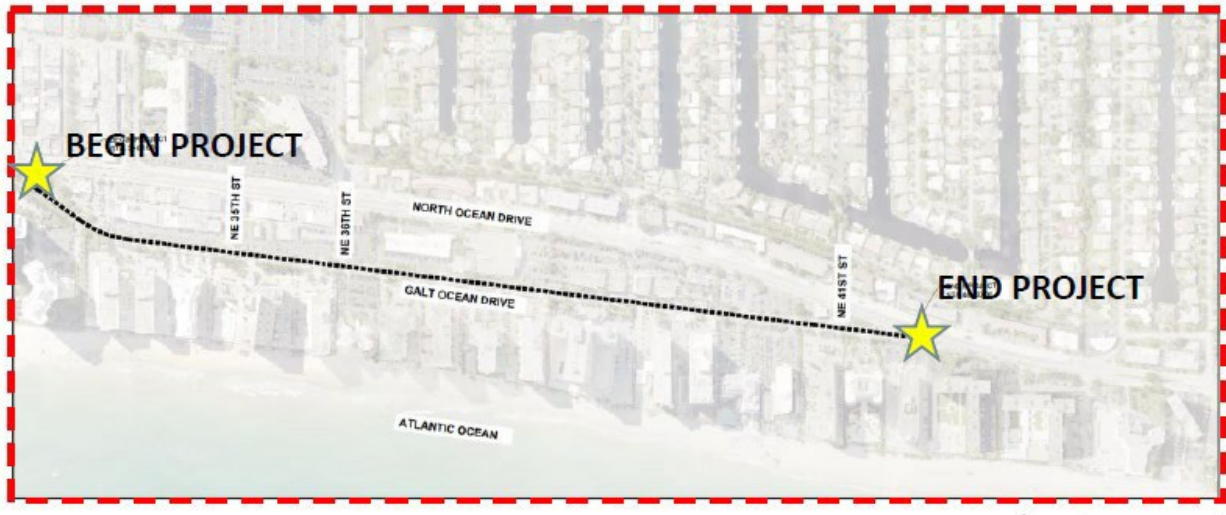 BEGIN PROJECT
NE 35TH ST
NE 36TH ST
NORTH OCEAN DRIVE
GALT OCEAN DRIVE
NE 41ST ST
END PROJECT
ATLANTIC OCEAN